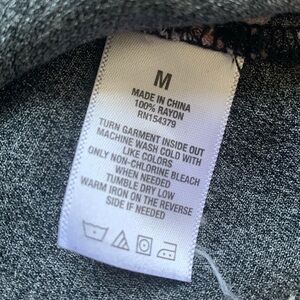 M
MADE IN CHINA
100% RAYON
RN154379
TURN GARMENT INSIDE OUT
MACHINE WASH COLD WITH
LIKE COLORS
ONLY NON-CHLORINE BLEACH
WHEN NEEDED
TUMBLE DRY LOW
WARM IRON ON THE REVERSE
SIDE IF NEEDED